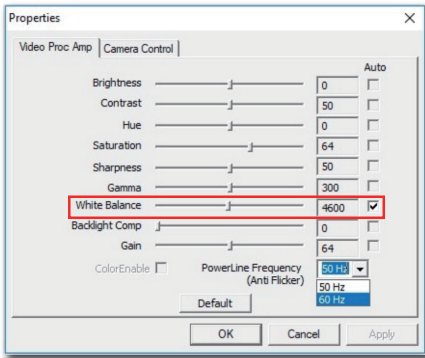 Properties
Video Proc Amp
Camera Control
Auto
Brightness 0
Contrast 50
Hue 0
Saturation 64
Sharpness 50
Gamma 300
White Balance 4600
Backlight Comp 0
Gain 64
ColorEnable PowerLine Frequency (Anti Flicker) 50 Hz
50 Hz
60 Hz
Default
OK Cancel Apply